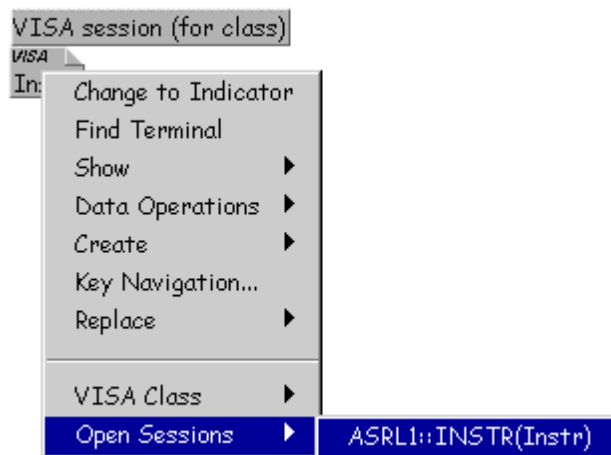 VISA session (for class)
VISA
Change to Indicator
Find Terminal
Show
Data Operations
Create
Key Navigation...
Replace
VISA Class
Open Sessions
ASRL1::INSTR(Instr)